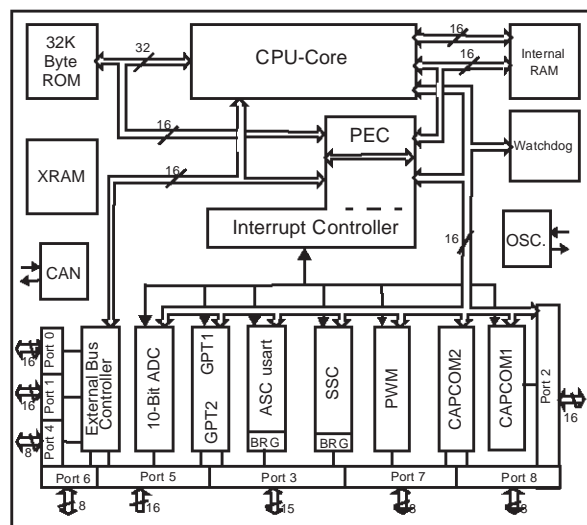 32K
Byte
ROM
32
CPU-Core
16
16
Internal
RAM
16
PEC
XRAM
16
Watchdog
Interrupt Controller
16
OSC.
CAN
Port 0
16
Port 1
16
Port 4
8
External Bus
Controller
10-Bit ADC
GPT1
GPT2
ASC usart
BRG
SSC
BRG
PWM
CAPCOM2
CAPCOM1
Port 2
16
Port 6
Port 5
Port 3
Port 7
Port 8
8
16
15
8
8